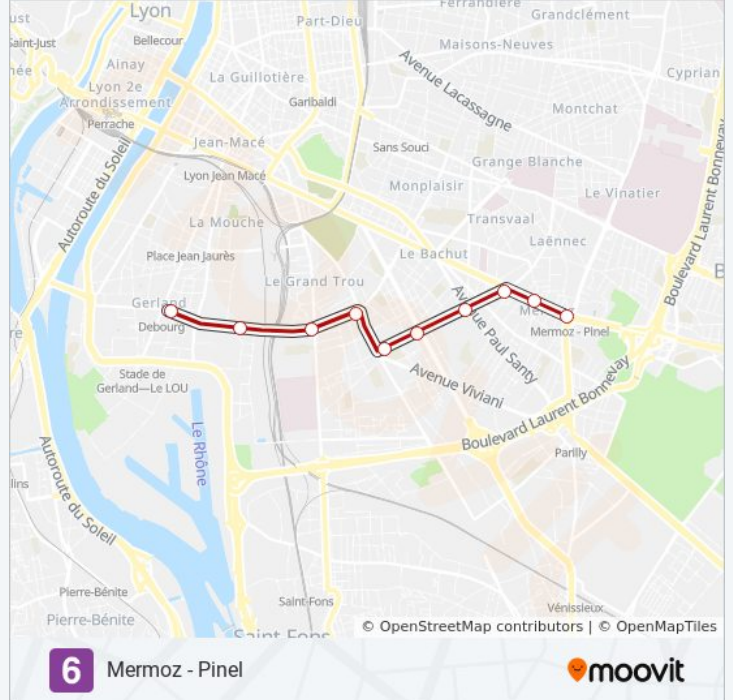 Ferrandière
Lyon
Part-Dieu
Grandclément
Saint-Just
Bellecour
Maisons-Neuves
Ainay
La Guillotière
Avenue Lacassagne
Cyprian
Lyon 2e
Arrondissement
Garibaldi
Montchat
Perrache
Jean-Macé
Sans Souci
Grange Blanche
Lyon Jean Macé
Monplaisir
Le Vinatier
Autoroute du Soleil
La Mouche
Transvaal
Boulevard Laurent Bonnevay
Place Jean Jaurès
Le Bachut
Laënnec
Le Grand Trou
B
Gerland
Debourg
Me
Mermoz - Pinel
Avenue Paul Santy
Stade de
Gerland—Le LOU
Avenue Viviani
Boulevard Laurent Bonnevay
Le Rhône
Parilly
Autoroute du Soleil
lins
Pierre-Bénite
Saint-Fons
Vénissieux
Pierre-Bénite
Saint-Fons
© OpenStreetMap contributors | © OpenMapTiles
6 Mermoz - Pinel
moovit